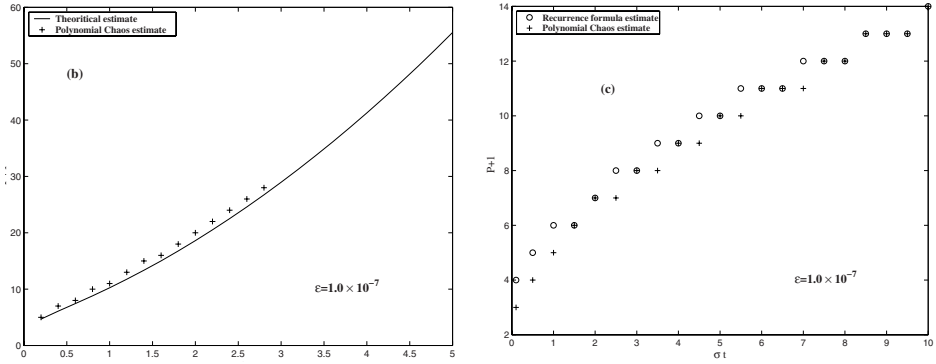 60
50
40
30
20
10
0
Theoritical estimate
Polynomial Chaos estimate
(b)
ε=1.0 × 10⁻⁷
0 0.5 1 1.5 2 2.5 3 3.5 4 4.5 5
14
12
10
8
6
4
2
P+1
Recurrence formula estimate
Polynomial Chaos estimate
(c)
ε=1.0 × 10⁻⁷
0 1 2 3 4 5 6 7 8 9 10
σ t